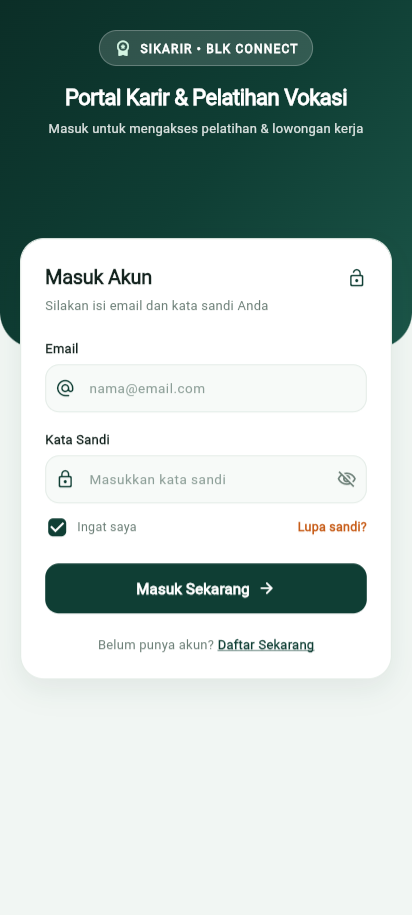 SIKARIR • BLK CONNECT
Portal Karir & Pelatihan Vokasi
Masuk untuk mengakses pelatihan & lowongan kerja
Masuk Akun
Silakan isi email dan kata sandi Anda
Email
nama@email.com
Kata Sandi
Masukkan kata sandi
Ingat saya Lupa sandi?
Masuk Sekarang →
Belum punya akun? Daftar Sekarang